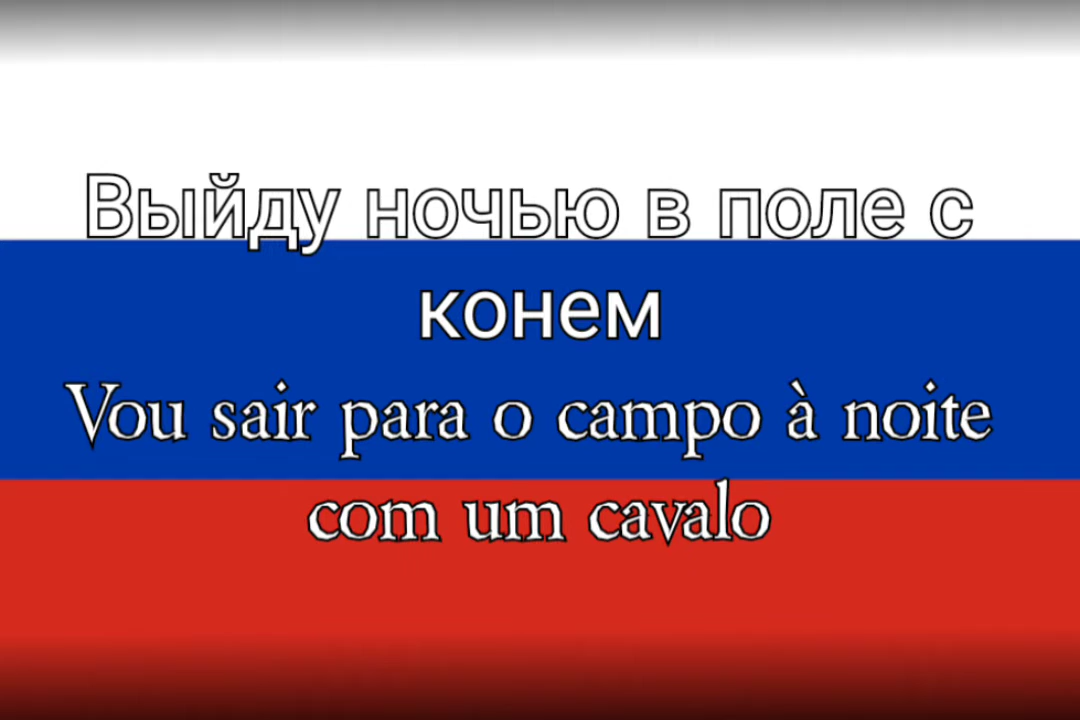 Выйду ночью в поле с
конем
Vou sair para o campo à noite
com um cavalo